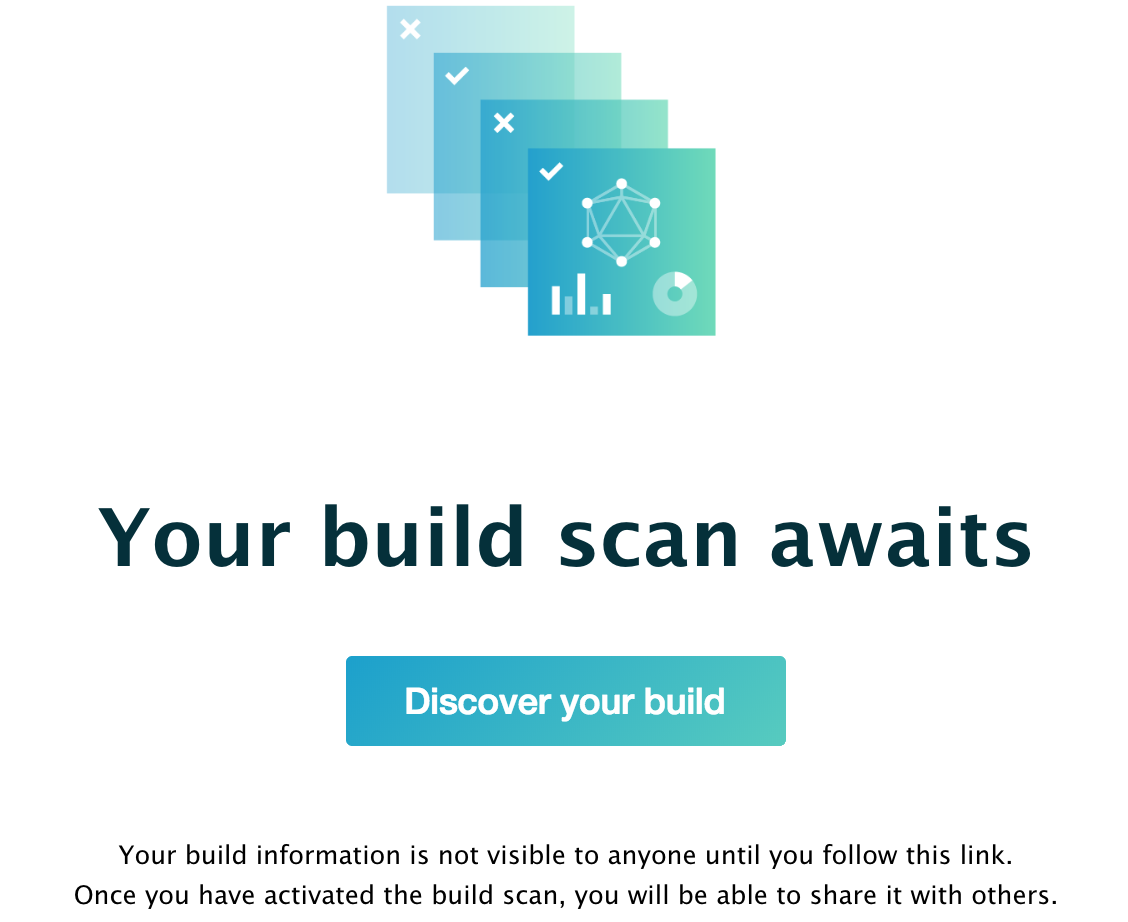 Your build scan awaits
Discover your build
Your build information is not visible to anyone until you follow this link.
Once you have activated the build scan, you will be able to share it with others.